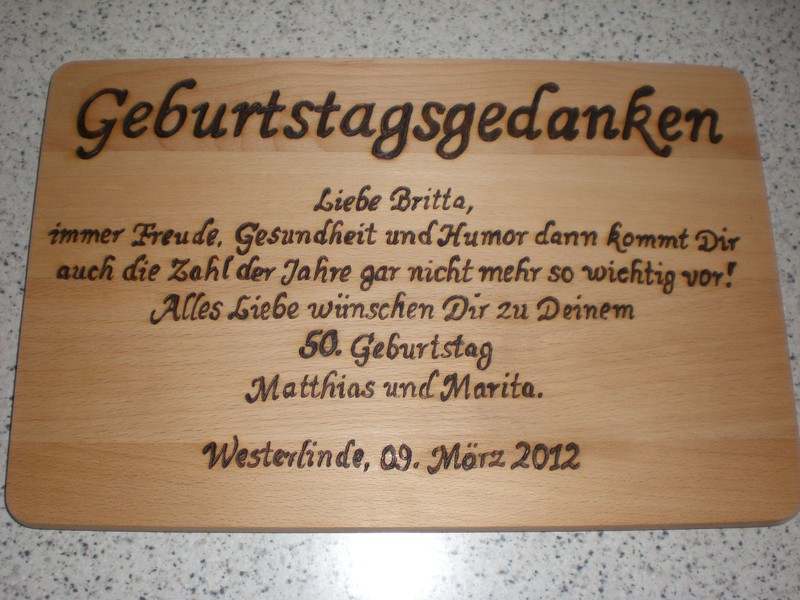 Geburtstagsgedanken
Liebe Britta,
immer Freude, Gesundheit und Humor dann kommt Dir
auch die Zahl der Jahre gar nicht mehr so wichtig vor!
Alles Liebe wünschen Dir zu Deinem
50. Geburtstag
Matthias und Marita.
Westerlinde, 09. März 2012